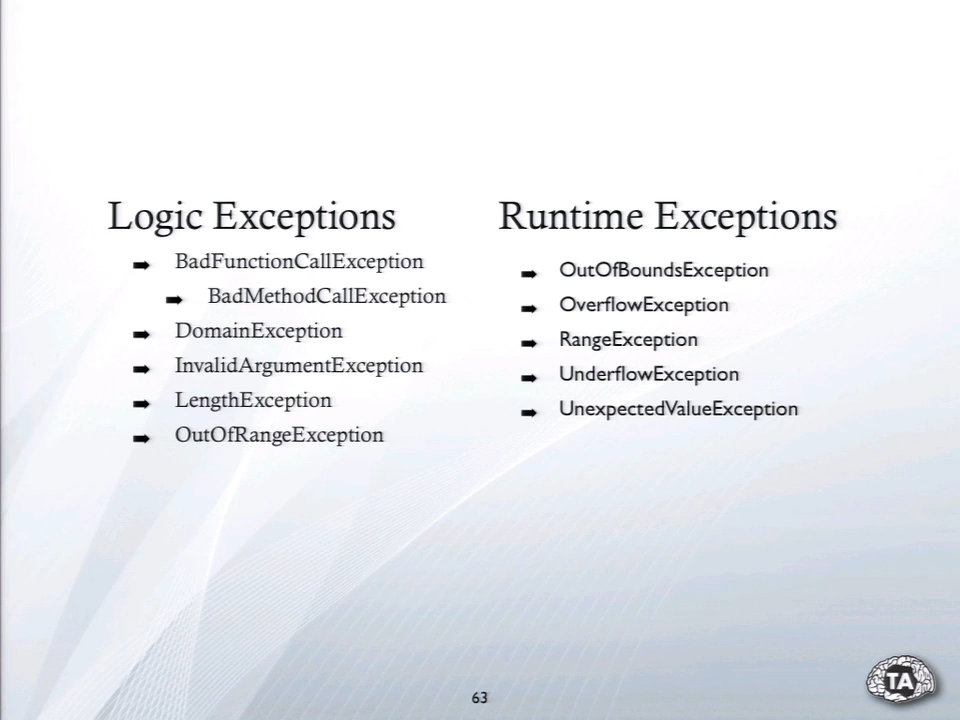 Logic Exceptions
BadFunctionCallException
BadMethodCallException
DomainException
InvalidArgumentException
LengthException
OutOfRangeException
Runtime Exceptions
OutOfBoundsException
OverflowException
RangeException
UnderflowException
UnexpectedValueException
63
TA